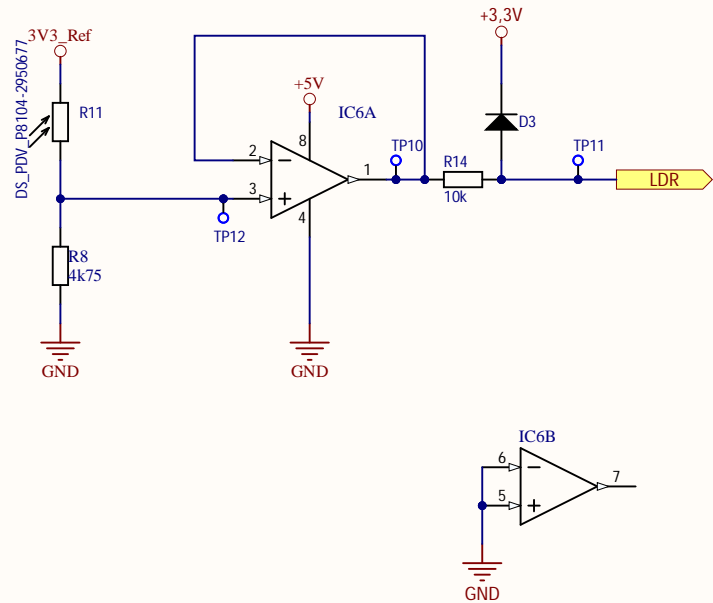 +3,3V
3V3_Ref
DS_PDV_P8104-2950677
R11
+5V
IC6A
8
D3
2
TP10
TP11
1
R14
LDR
3
10k
4
TP12
R8
4k75
GND
GND
IC6B
6
7
5
GND